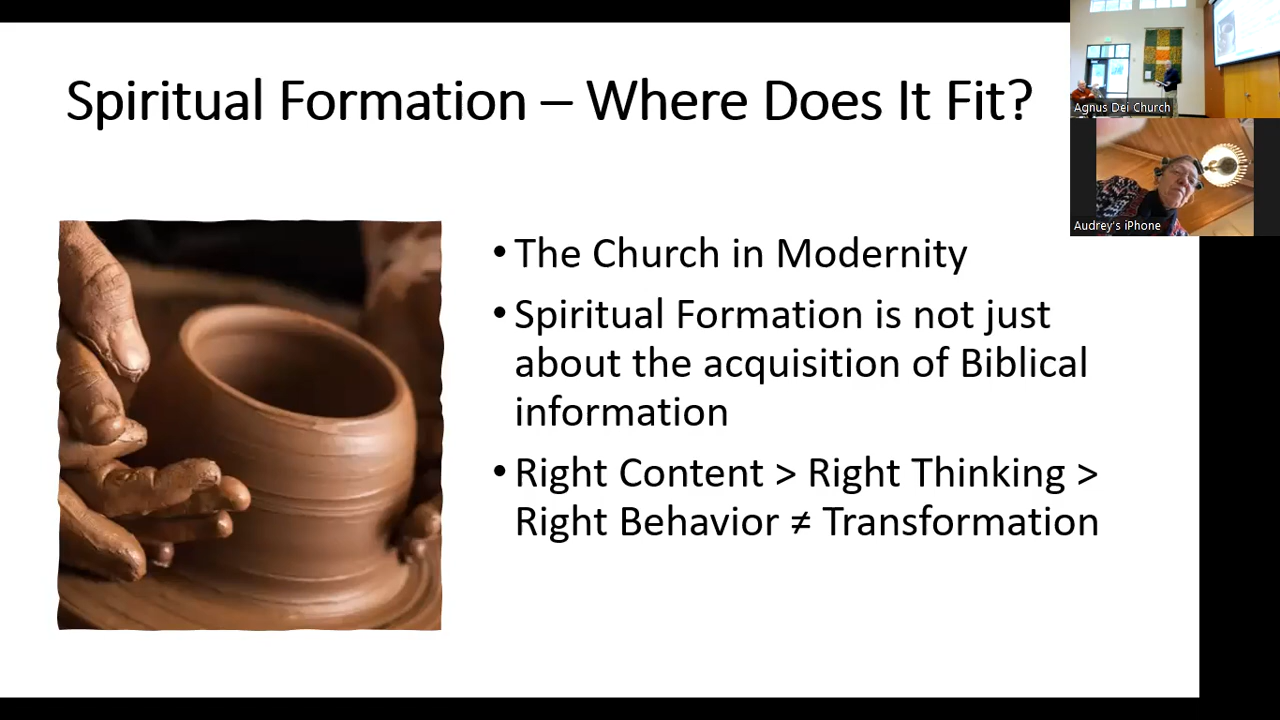 Spiritual Formation – Where Does It Fit?
Agnus Dei Church
Audrey's iPhone
• The Church in Modernity
• Spiritual Formation is not just
about the acquisition of Biblical
information
• Right Content > Right Thinking >
Right Behavior ≠ Transformation